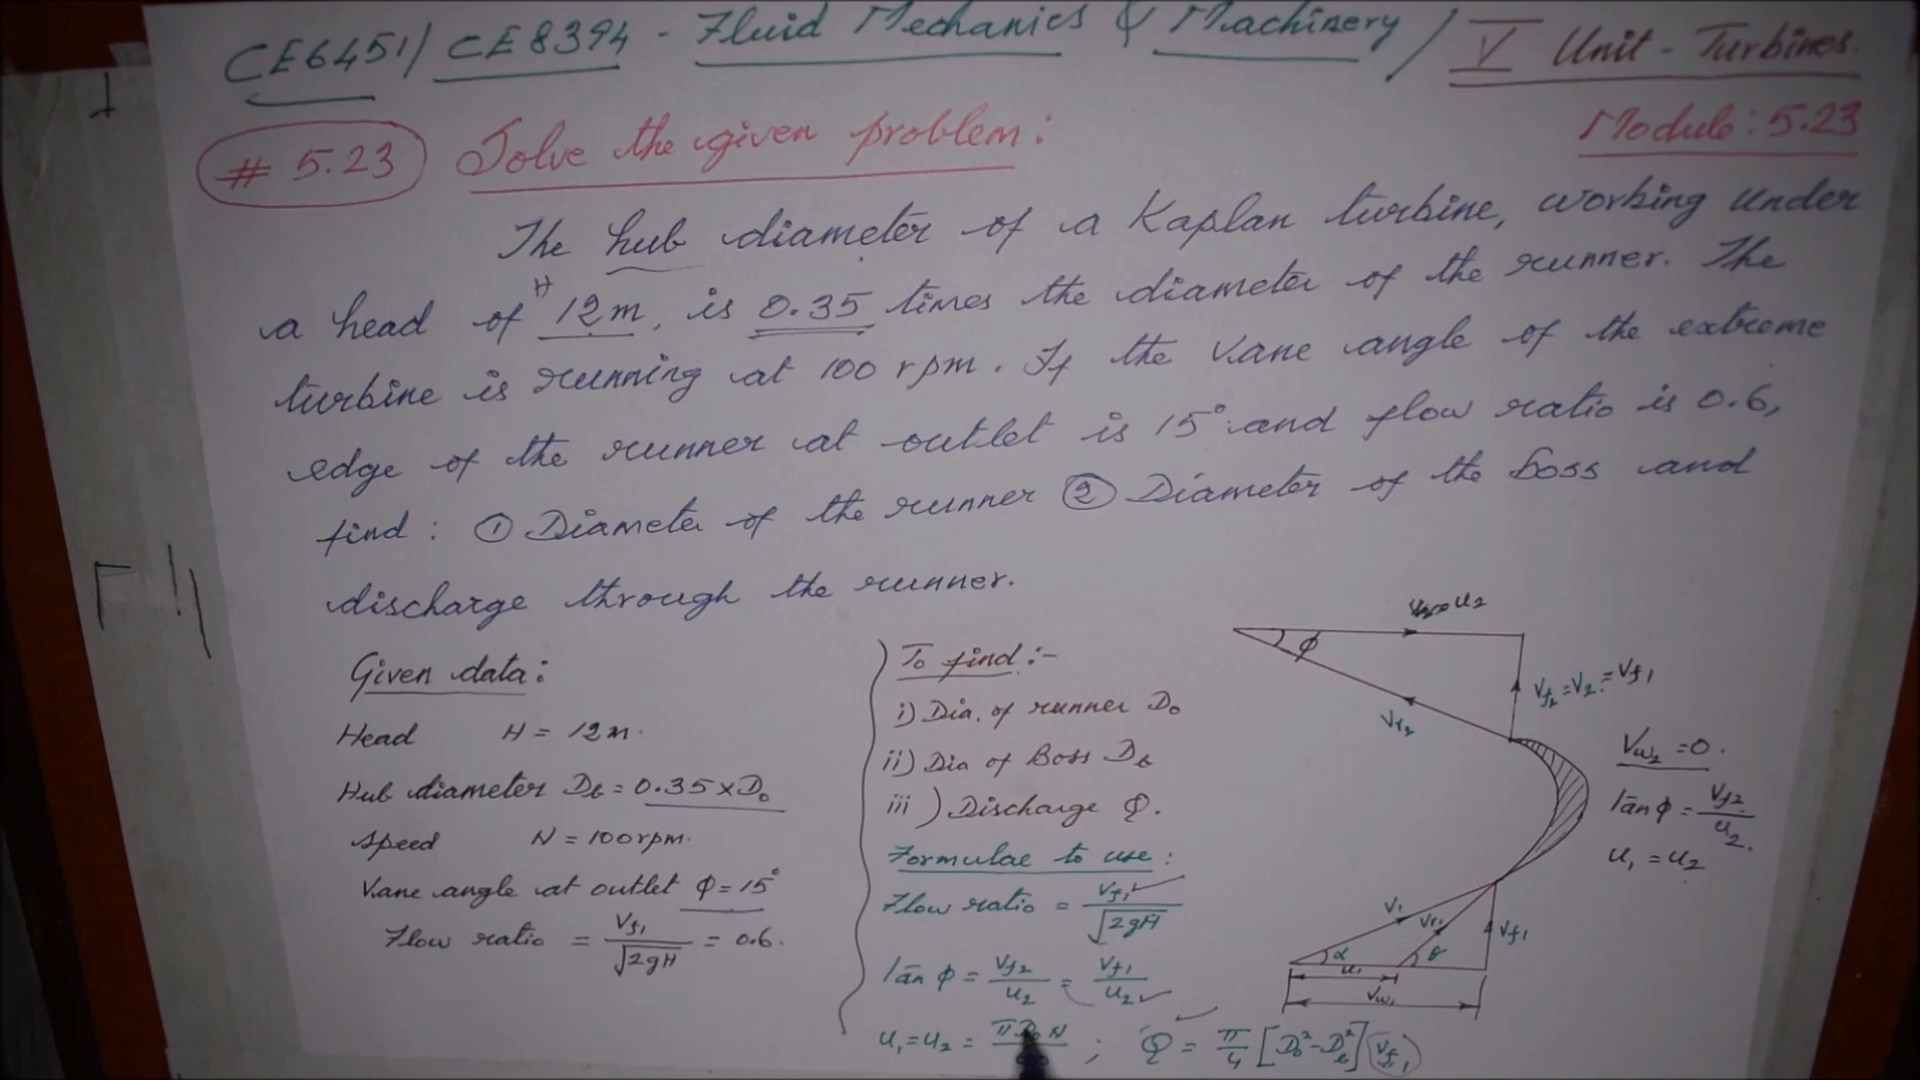 CE6451/ CE8394 - Fluid Mechanics & Machinery / V Unit - Turbines.
# 5.23 Solve the given problem: Module: 5.23
The hub diameter of a Kaplan turbine, working under
H
a head of 12m, is 0.35 times the diameter of the runner. The
turbine is running at 100 rpm. If the vane angle of the extreme
edge of the runner at outlet is 15° and flow ratio is 0.6,
find: ① Diameter of the runner ② Diameter of the boss and
discharge through the runner.
Given data:
Head H = 12m.
Hub diameter Db = 0.35 x Do
Speed N = 100rpm.
Vane angle at outlet φ = 15°
Flow ratio = Vf1 / √2gH = 0.6.
To find:-
i) Dia. of runner Do
ii) Dia of Boss Db
iii) Discharge Q.
Formulae to use:
Flow ratio = Vf1 / √2gH
tan φ = Vf2 / u2 = Vf1 / u2
u1 = u2 = πDoN ; Q = π/4 [Do² - Db²] Vf1
u2
φ
Vf2 = V2 = Vf1
Vr2
Vw2 = 0.
tan φ = Vf2 / u2.
u1 = u2
V1
Vr1
Vf1
α
θ
u1
Vw1